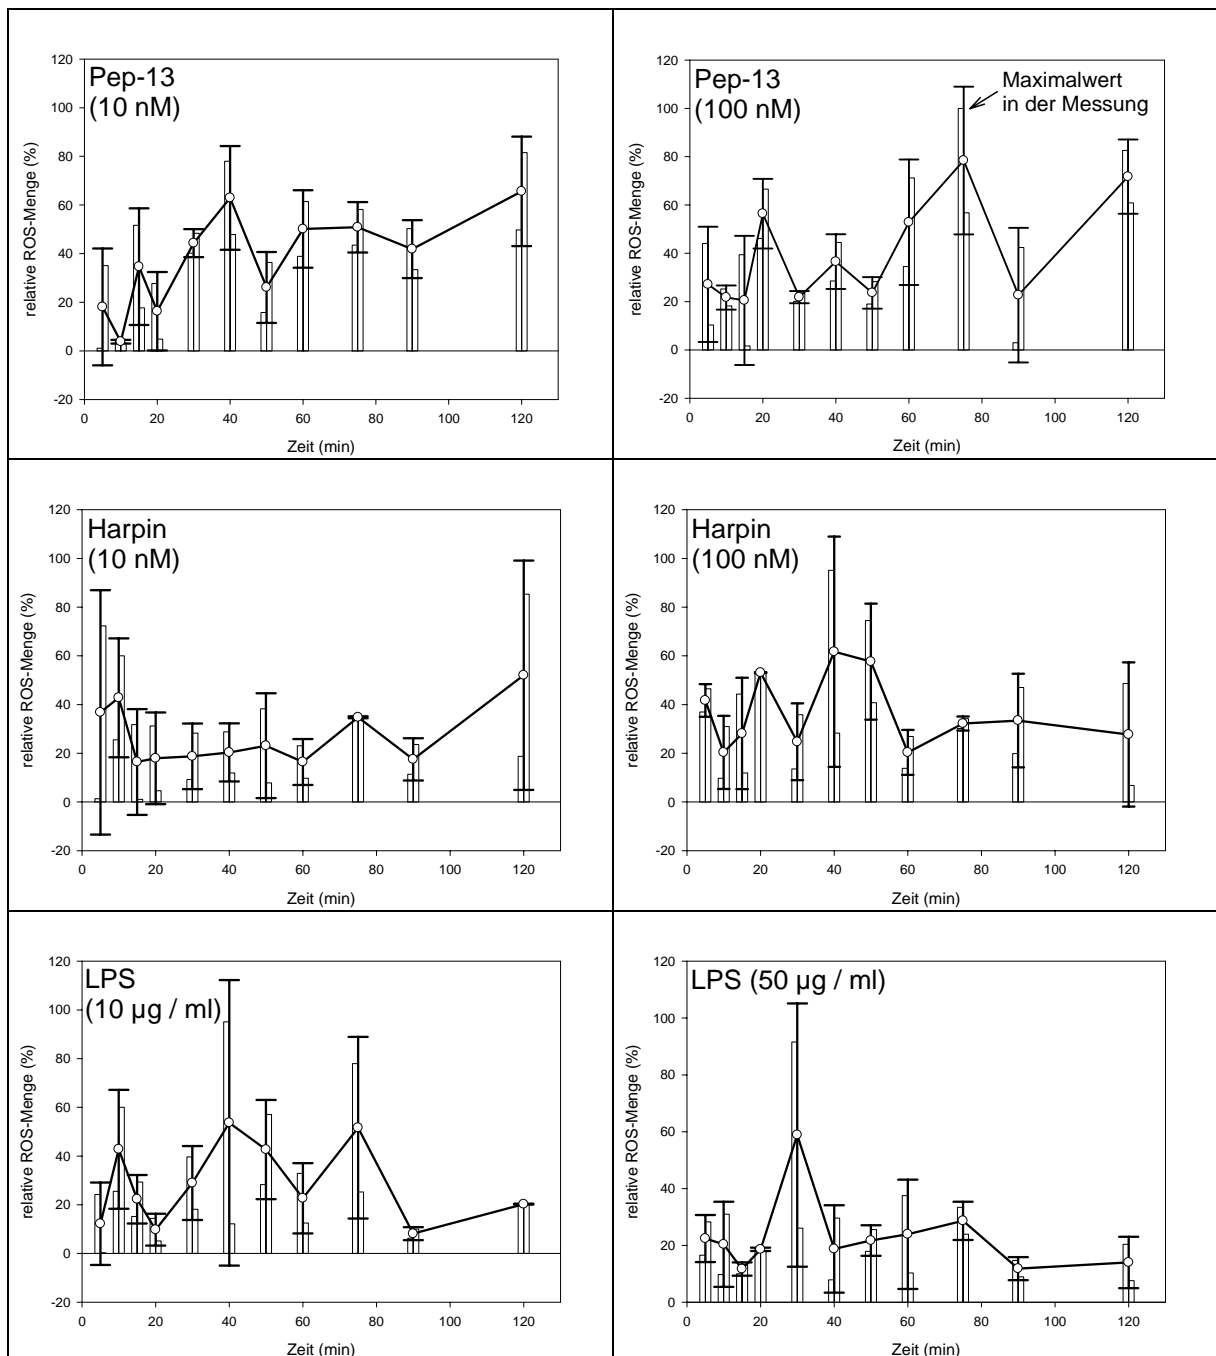 Pep-13
(10 nM)
relative ROS-Menge (%)
120
100
80
60
40
20
0
-20
0 20 40 60 80 100 120
Zeit (min)
Pep-13
(100 nM)
Maximalwert
in der Messung
relative ROS-Menge (%)
120
100
80
60
40
20
0
-20
0 20 40 60 80 100 120
Zeit (min)
Harpin
(10 nM)
relative ROS-Menge (%)
120
100
80
60
40
20
0
-20
0 20 40 60 80 100 120
Zeit (min)
Harpin
(100 nM)
relative ROS-Menge (%)
120
100
80
60
40
20
0
-20
0 20 40 60 80 100 120
Zeit (min)
LPS
(10 µg / ml)
relative ROS-Menge (%)
120
100
80
60
40
20
0
-20
0 20 40 60 80 100 120
Zeit (min)
LPS (50 µg / ml)
relative ROS-Menge (%)
120
100
80
60
40
20
0
0 20 40 60 80 100 120
Zeit (min)